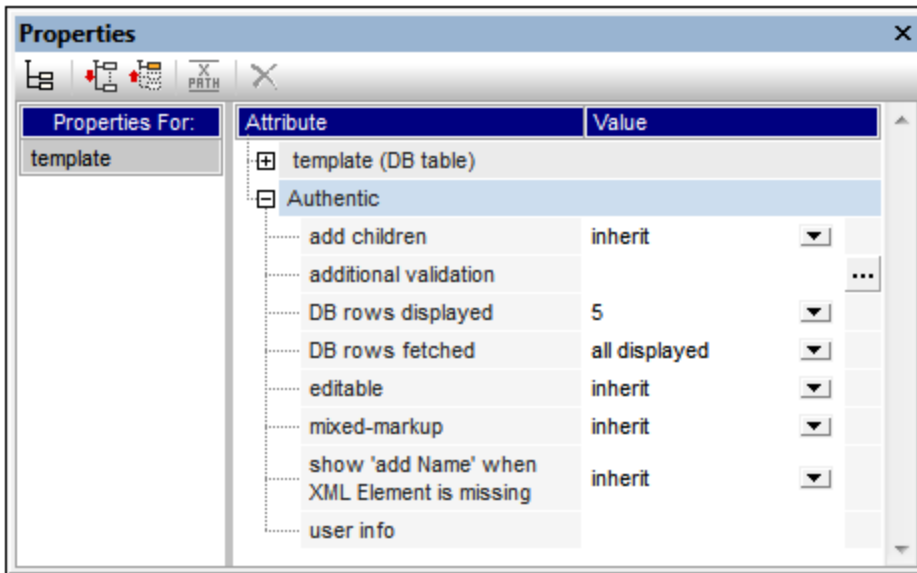 Properties
X
PATH
Properties For:
Attribute Value
template
template (DB table)
Authentic
add children inherit
additional validation ...
DB rows displayed 5
DB rows fetched all displayed
editable inherit
mixed-markup inherit
show 'add Name' when
XML Element is missing inherit
user info